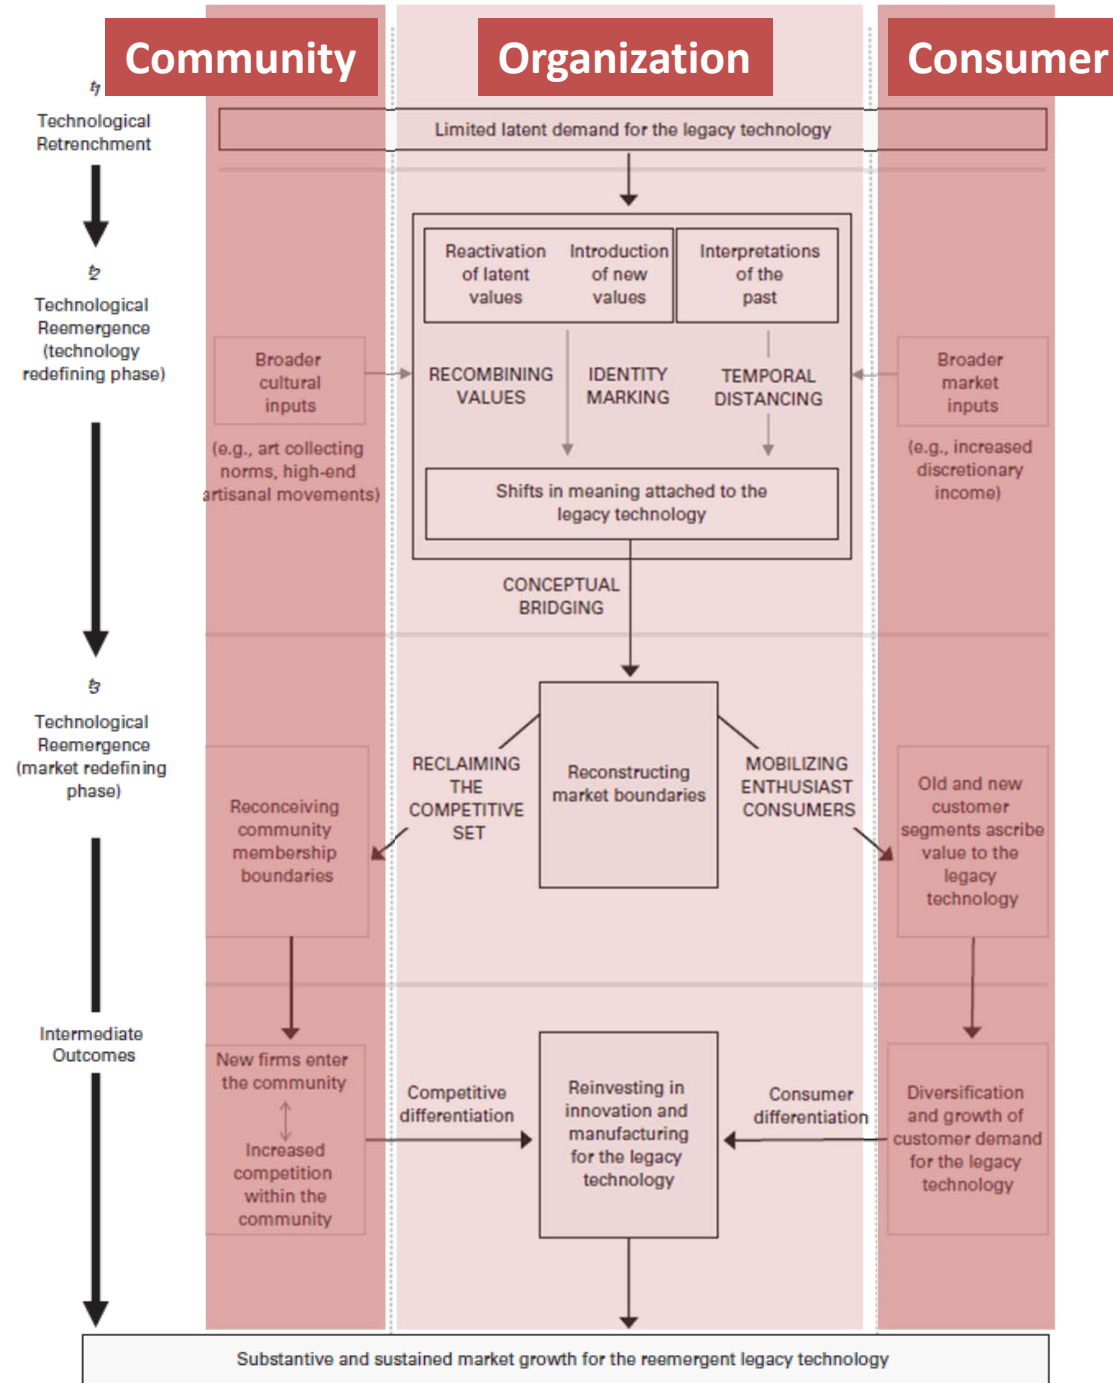 Community
Organization
Consumer
t1
Technological
Retrenchment
Limited latent demand for the legacy technology
t2
Technological
Reemergence
(technology
redefining phase)
Reactivation
of latent
values
Introduction
of new
values
Interpretations
of the
past
Broader
cultural
inputs
(e.g., art collecting
norms, high-end
artisanal movements)
RECOMBINING
VALUES
IDENTITY
MARKING
TEMPORAL
DISTANCING
Broader
market
inputs
(e.g., increased
discretionary
income)
Shifts in meaning attached to the
legacy technology
CONCEPTUAL
BRIDGING
t3
Technological
Reemergence
(market redefining
phase)
Reconceiving
community
membership
boundaries
RECLAIMING
THE
COMPETITIVE
SET
Reconstructing
market boundaries
MOBILIZING
ENTHUSIAST
CONSUMERS
Old and new
customer
segments ascribe
value to the
legacy
technology
Intermediate
Outcomes
New firms enter
the community
Increased
competition
within the
community
Competitive
differentiation
Reinvesting in
innovation and
manufacturing
for the legacy
technology
Consumer
differentiation
Diversification
and growth of
customer demand
for the legacy
technology
Substantive and sustained market growth for the reemergent legacy technology